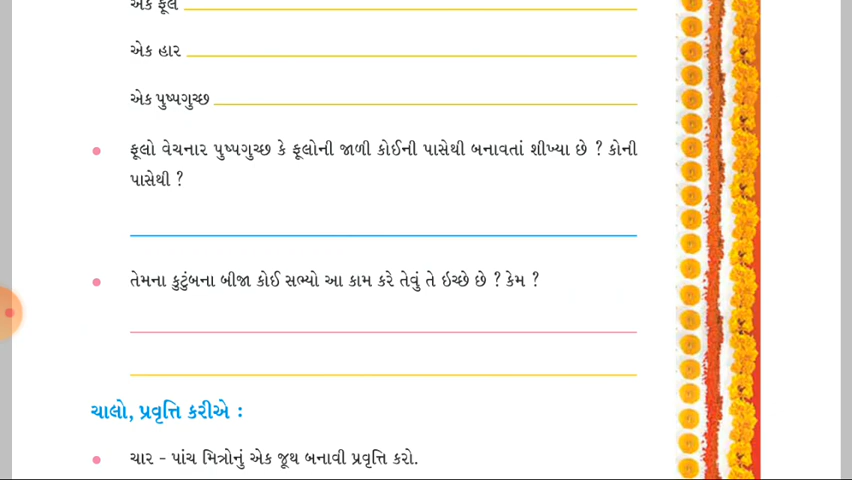 એક ફૂલ
એક હાર
એક પુષ્પગુચ્છ
ફૂલો વેચનાર પુષ્પગુચ્છ કે ફૂલોની જાળી કોઈની પાસેથી બનાવતાં શીખ્યા છે ? કોની
પાસેથી ?
તેમના કુટુંબના બીજા કોઈ સભ્યો આ કામ કરે તેવું તે ઇચ્છે છે ? કેમ ?
ચાલો, પ્રવૃત્તિ કરીએ :
ચાર - પાંચ મિત્રોનું એક જૂથ બનાવી પ્રવૃત્તિ કરો.